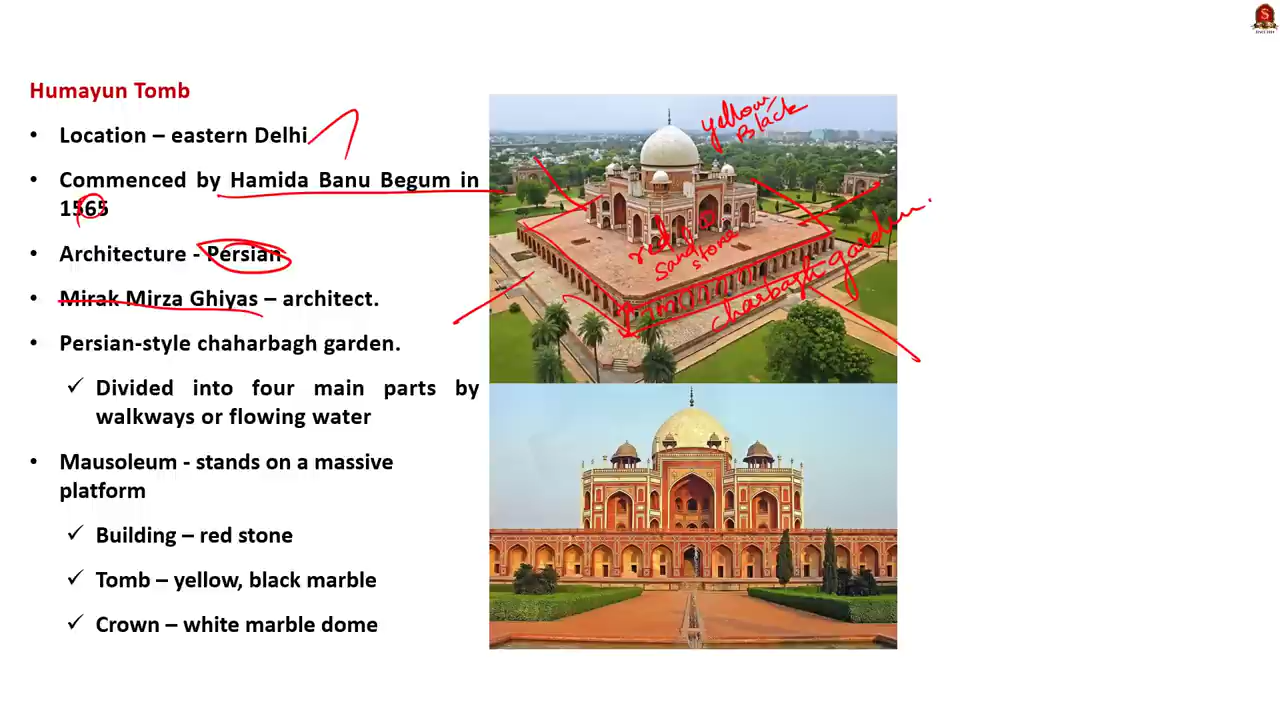 Humayun Tomb
• Location – eastern Delhi
• Commenced by Hamida Banu Begum in
1565
• Architecture - Persian
• Mirak Mirza Ghiyas – architect.
• Persian-style chaharbagh garden.
✓ Divided into four main parts by
walkways or flowing water
• Mausoleum - stands on a massive
platform
✓ Building – red stone
✓ Tomb – yellow, black marble
✓ Crown – white marble dome
yellow
Black
red
sand
stone
charbagh garden